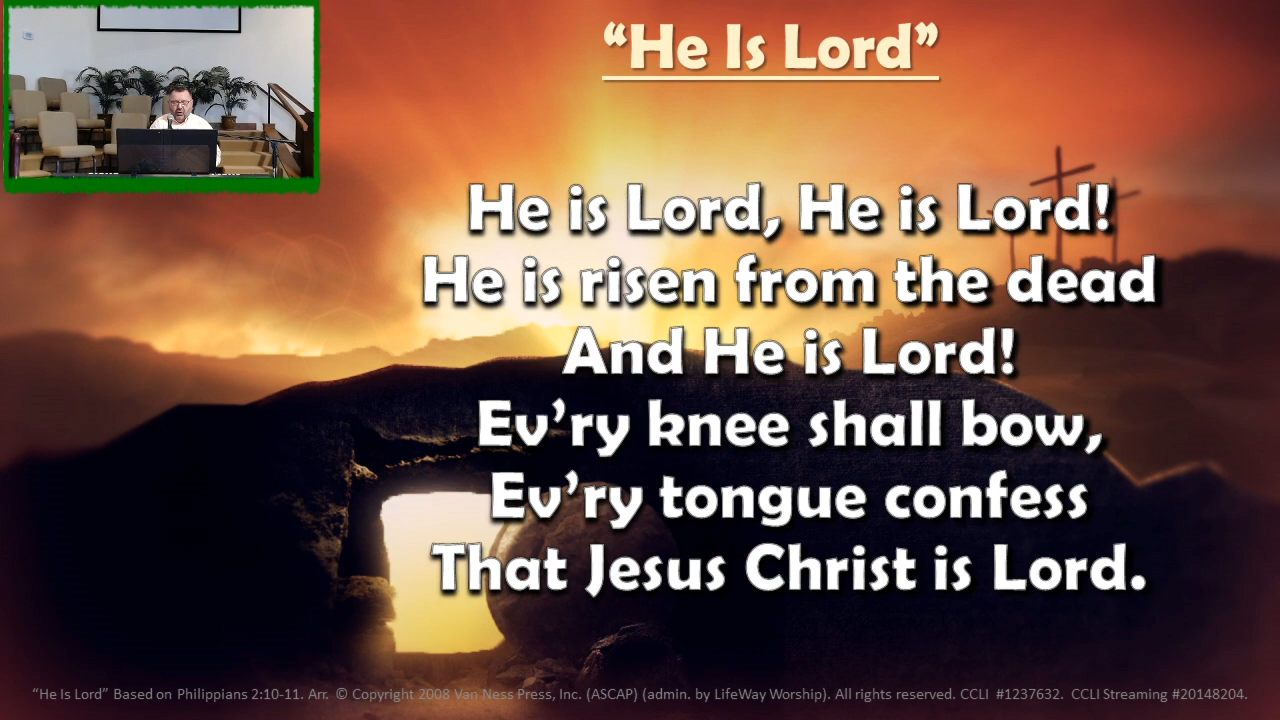 “He Is Lord”
He is Lord, He is Lord!
He is risen from the dead
And He is Lord!
Ev’ry knee shall bow,
Ev’ry tongue confess
That Jesus Christ is Lord.
“He Is Lord” Based on Philippians 2:10-11. Arr. © Copyright 2008 Van Ness Press, Inc. (ASCAP) (admin. by LifeWay Worship). All rights reserved. CCLI #1237632. CCLI Streaming #20148204.